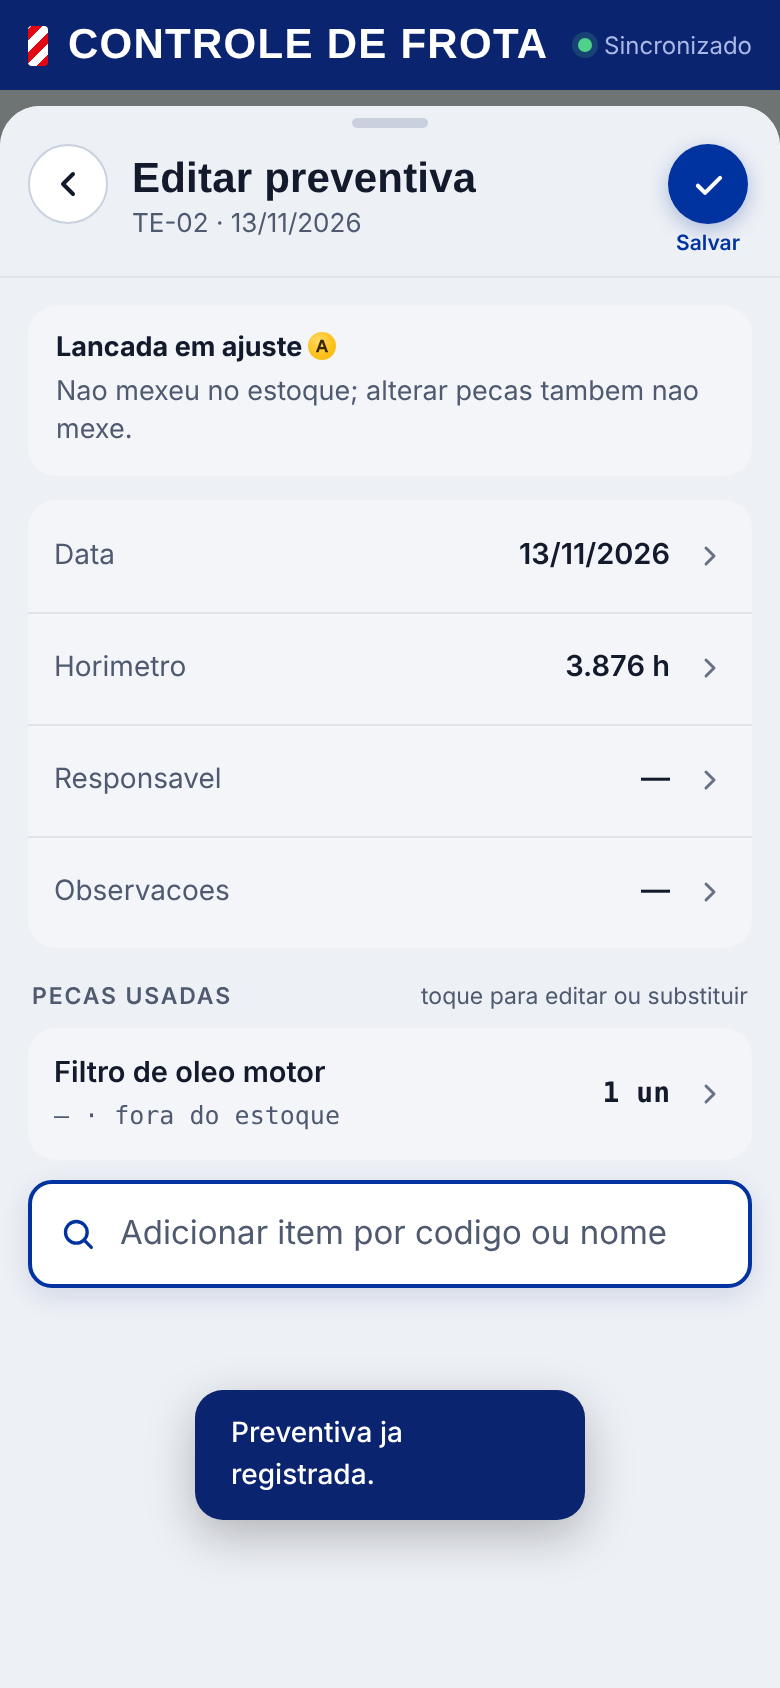 CONTROLE DE FROTA
Sincronizado
Editar preventiva
TE-02 · 13/11/2026
Salvar
Lancada em ajuste A
Nao mexeu no estoque; alterar pecas tambem nao
mexe.
Data 13/11/2026
Horimetro 3.876 h
Responsavel —
Observacoes —
PECAS USADAS toque para editar ou substituir
Filtro de oleo motor
— · fora do estoque
1 un
Adicionar item por codigo ou nome
Preventiva ja
registrada.